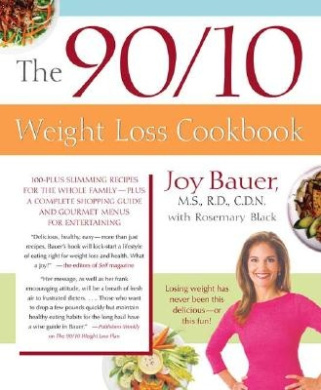 The 90/10
Weight Loss Cookbook
100-PLUS SLIMMING RECIPES
FOR THE WHOLE FAMILY—PLUS
A COMPLETE SHOPPING GUIDE
AND GOURMET MENUS
FOR ENTERTAINING
"Delicious, healthy, easy—more than just
recipes, Bauer's book will kick-start a lifestyle
of eating right for weight loss and health. What
a joy!" —the editors of Self magazine
"Her message, as well as her frank
encouraging attitude, will be a breath of fresh
air to frustrated dieters. . . . Those who want
to drop a few pounds quickly but maintain
healthy eating habits for the long haul have
a wise guide in Bauer." —Publishers Weekly
on The 90/10 Weight Loss Plan
Joy Bauer,
M.S., R.D., C.D.N.
with Rosemary Black
Losing weight has
never been this
delicious—or
this fun!